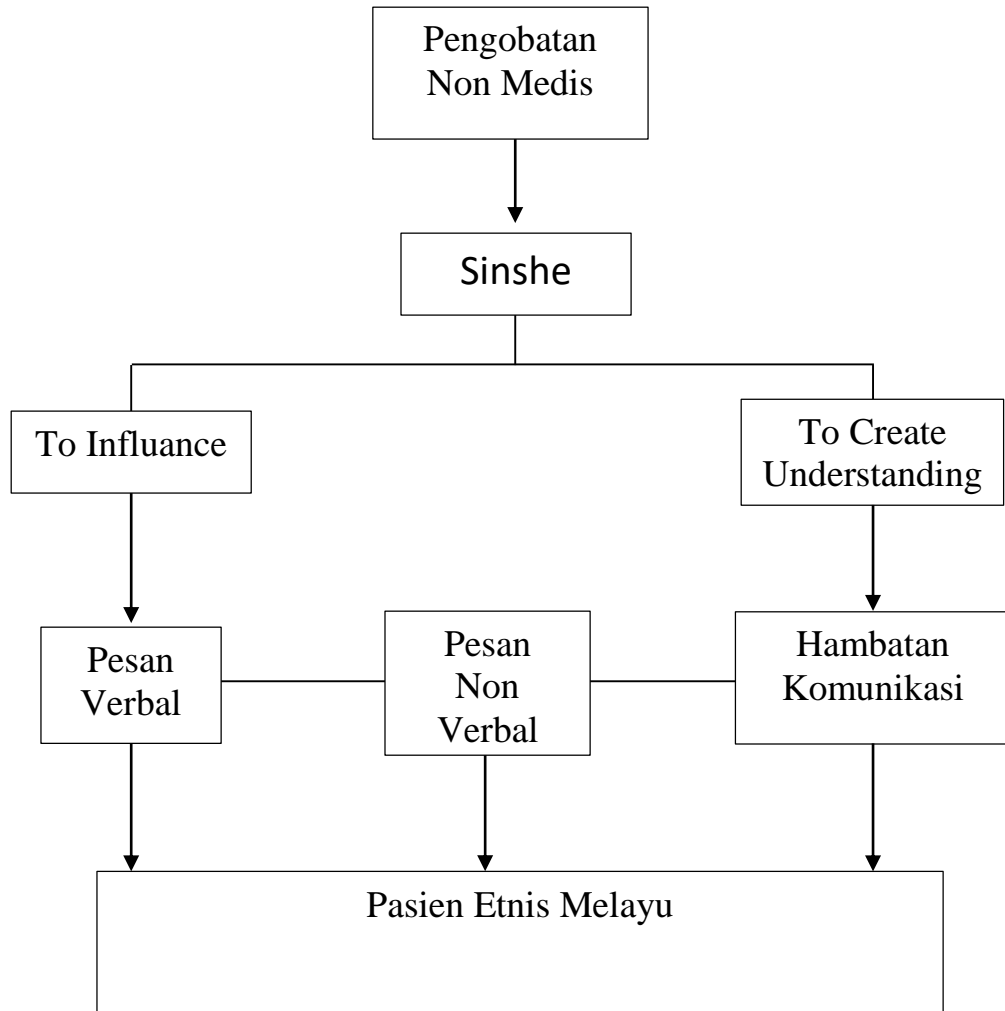 Pengobatan
Non Medis
Sinshe
To Influance
To Create
Understanding
Pesan
Verbal
Pesan
Non
Verbal
Hambatan
Komunikasi
Pasien Etnis Melayu